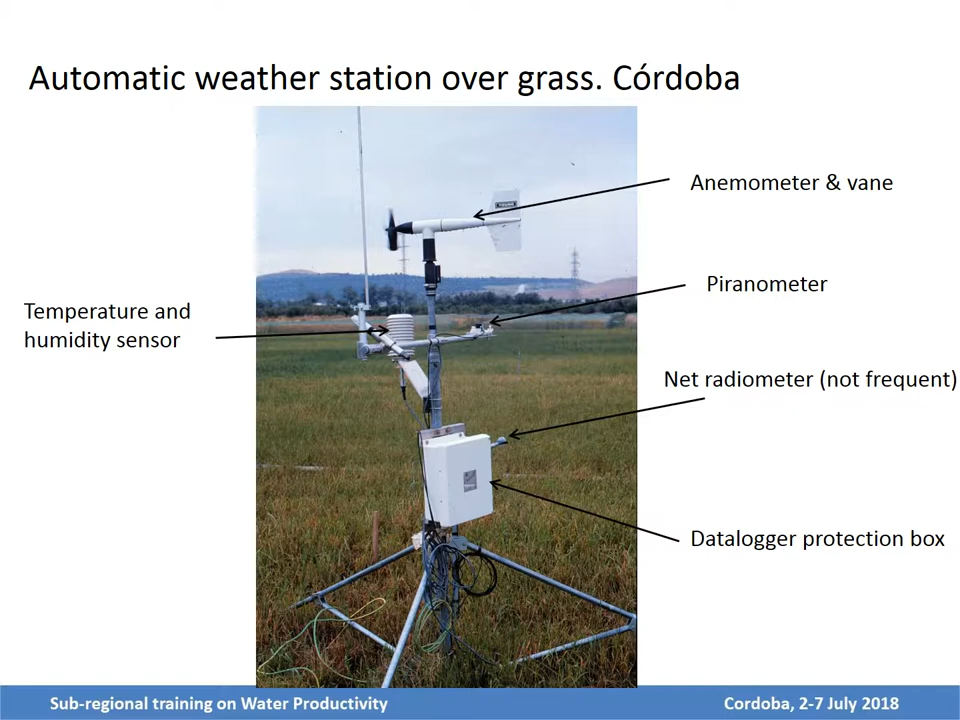 Automatic weather station over grass. Córdoba
Anemometer & vane
Piranometer
Temperature and
humidity sensor
Net radiometer (not frequent)
Datalogger protection box
Sub-regional training on Water Productivity
Cordoba, 2-7 July 2018